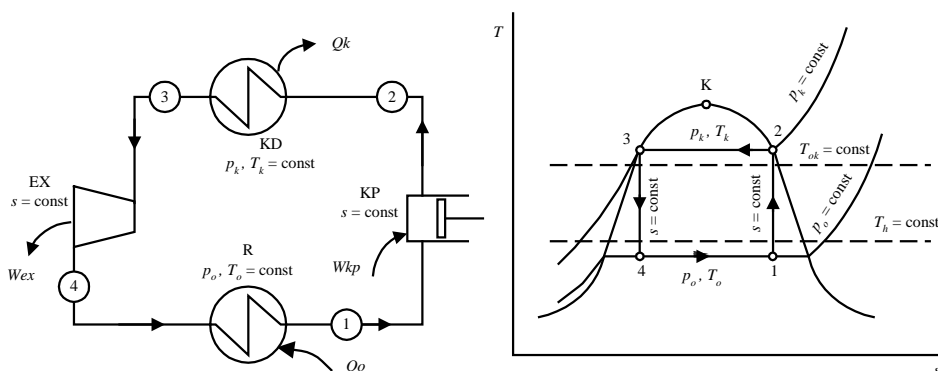 Qk
3
2
KD
pk, Tk = const
EX
s = const
KP
s = const
Wex
Wkp
4
R
po, To = const
1
Qo
T
K
pk = const
3
pk, Tk
2
Tok = const
s = const
s = const
po = const
Th = const
4
po, To
1
s